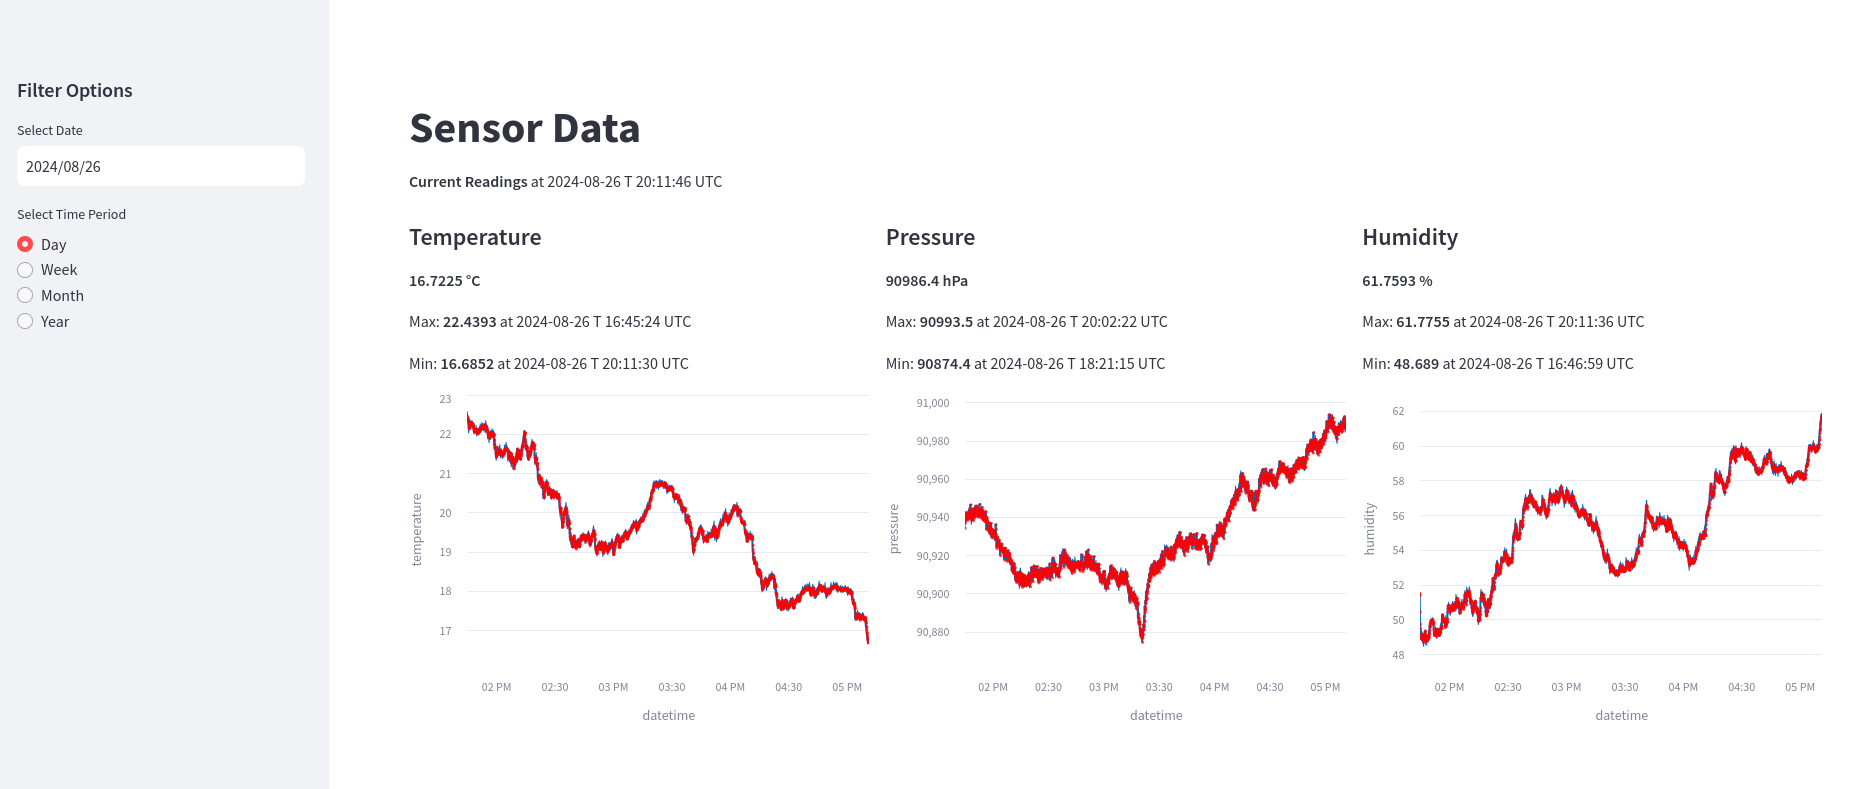 Filter Options
Select Date
2024/08/26
Select Time Period
Day
Week
Month
Year
Sensor Data
Current Readings at 2024-08-26 T 20:11:46 UTC
Temperature
16.7225 °C
Max: 22.4393 at 2024-08-26 T 16:45:24 UTC
Min: 16.6852 at 2024-08-26 T 20:11:30 UTC
23
22
21
20
19
18
17
temperature
02 PM 02:30 03 PM 03:30 04 PM 04:30 05 PM
datetime
Pressure
90986.4 hPa
Max: 90993.5 at 2024-08-26 T 20:02:22 UTC
Min: 90874.4 at 2024-08-26 T 18:21:15 UTC
91,000
90,980
90,960
90,940
90,920
90,900
90,880
pressure
02 PM 02:30 03 PM 03:30 04 PM 04:30 05 PM
datetime
Humidity
61.7593 %
Max: 61.7755 at 2024-08-26 T 20:11:36 UTC
Min: 48.689 at 2024-08-26 T 16:46:59 UTC
62
60
58
56
54
52
50
48
humidity
02 PM 02:30 03 PM 03:30 04 PM 04:30 05 PM
datetime